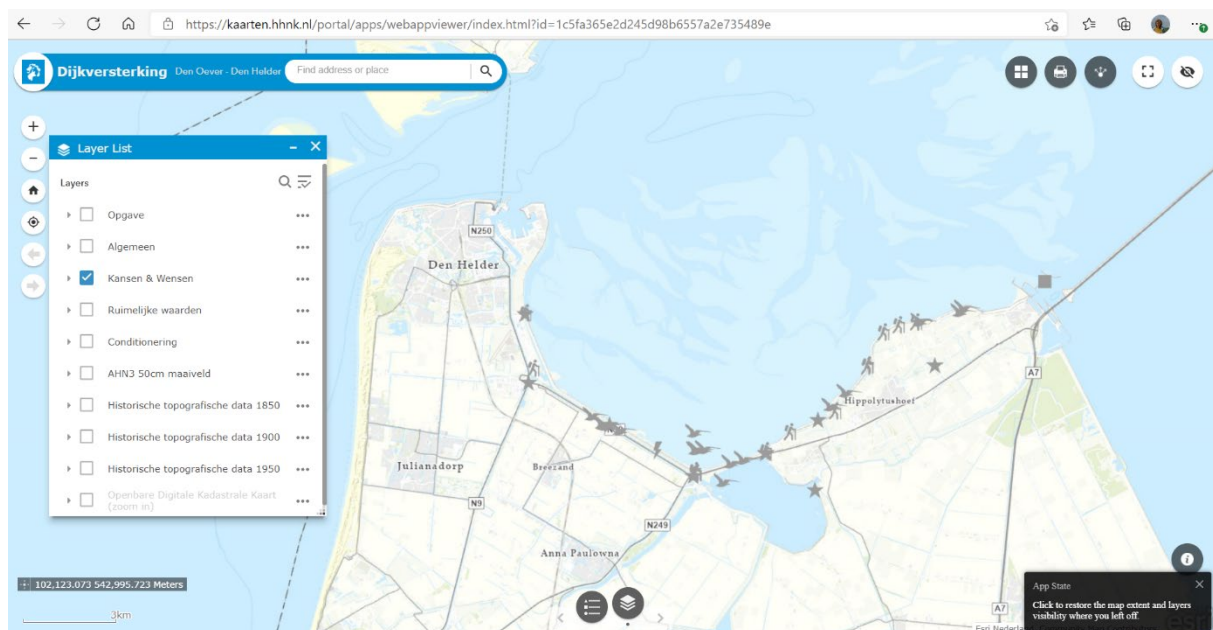 https://kaarten.hhnk.nl/portal/apps/webappviewer/index.html?id=1c5fa365e2d245d98b6557a2e735489e
Dijkversterking Den Oever - Den Helder
Find address or place
Layer List
Layers
Opgave
Algemeen
Kansen & Wensen
Ruimelijke waarden
Conditionering
AHN3 50cm maaiveld
Historische topografische data 1850
Historische topografische data 1900
Historische topografische data 1950
Openbare Digitale Kadastrale Kaart
(zoom in)
N250
Den Helder
A7
Hippolytushoef
Julianadorp
Breezand
N9
N249
Anna Paulowna
102,123.073 542,995.723 Meters
3km
App State
Click to restore the map extent and layers
visibility where you left off.
A7
esri